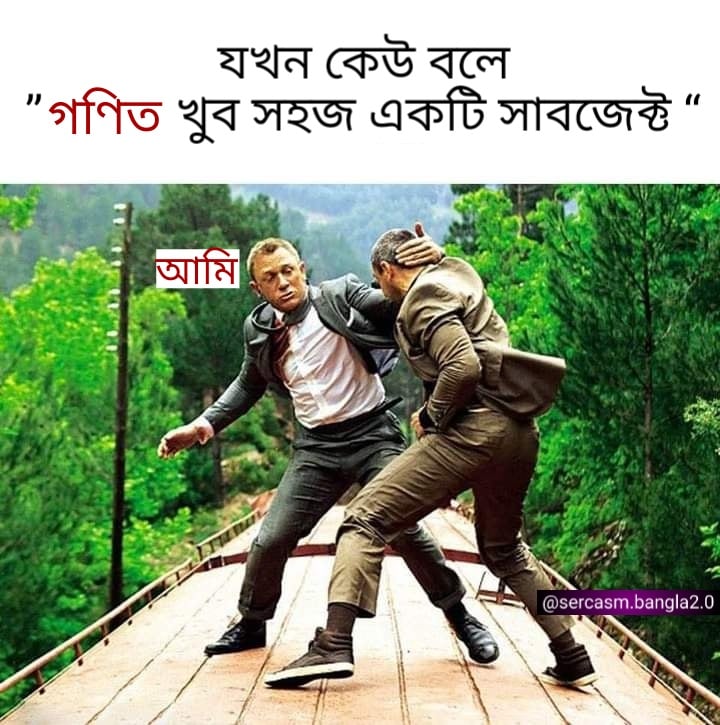 যখন কেউ বলে
”গণিত খুব সহজ একটি সাবজেক্ট “
আমি
@sercasm.bangla2.0